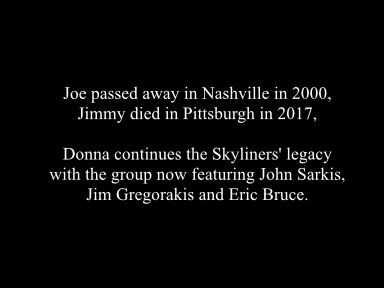 Joe passed away in Nashville in 2000,
Jimmy died in Pittsburgh in 2017,
Donna continues the Skyliners' legacy
with the group now featuring John Sarkis,
Jim Gregorakis and Eric Bruce.